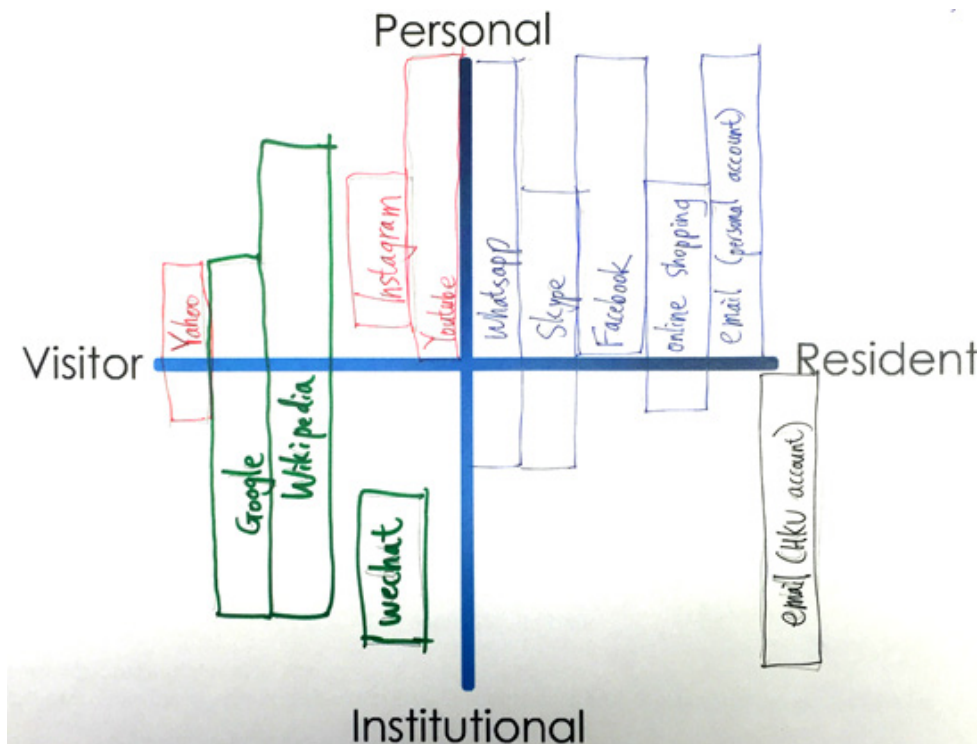 Personal
Yahoo
Google
Wikipedia
Instagram
Youtube
Whatsapp
Skype
Facebook
online shopping
email (personal account)
Visitor
Resident
wechat
email (HKU account)
Institutional